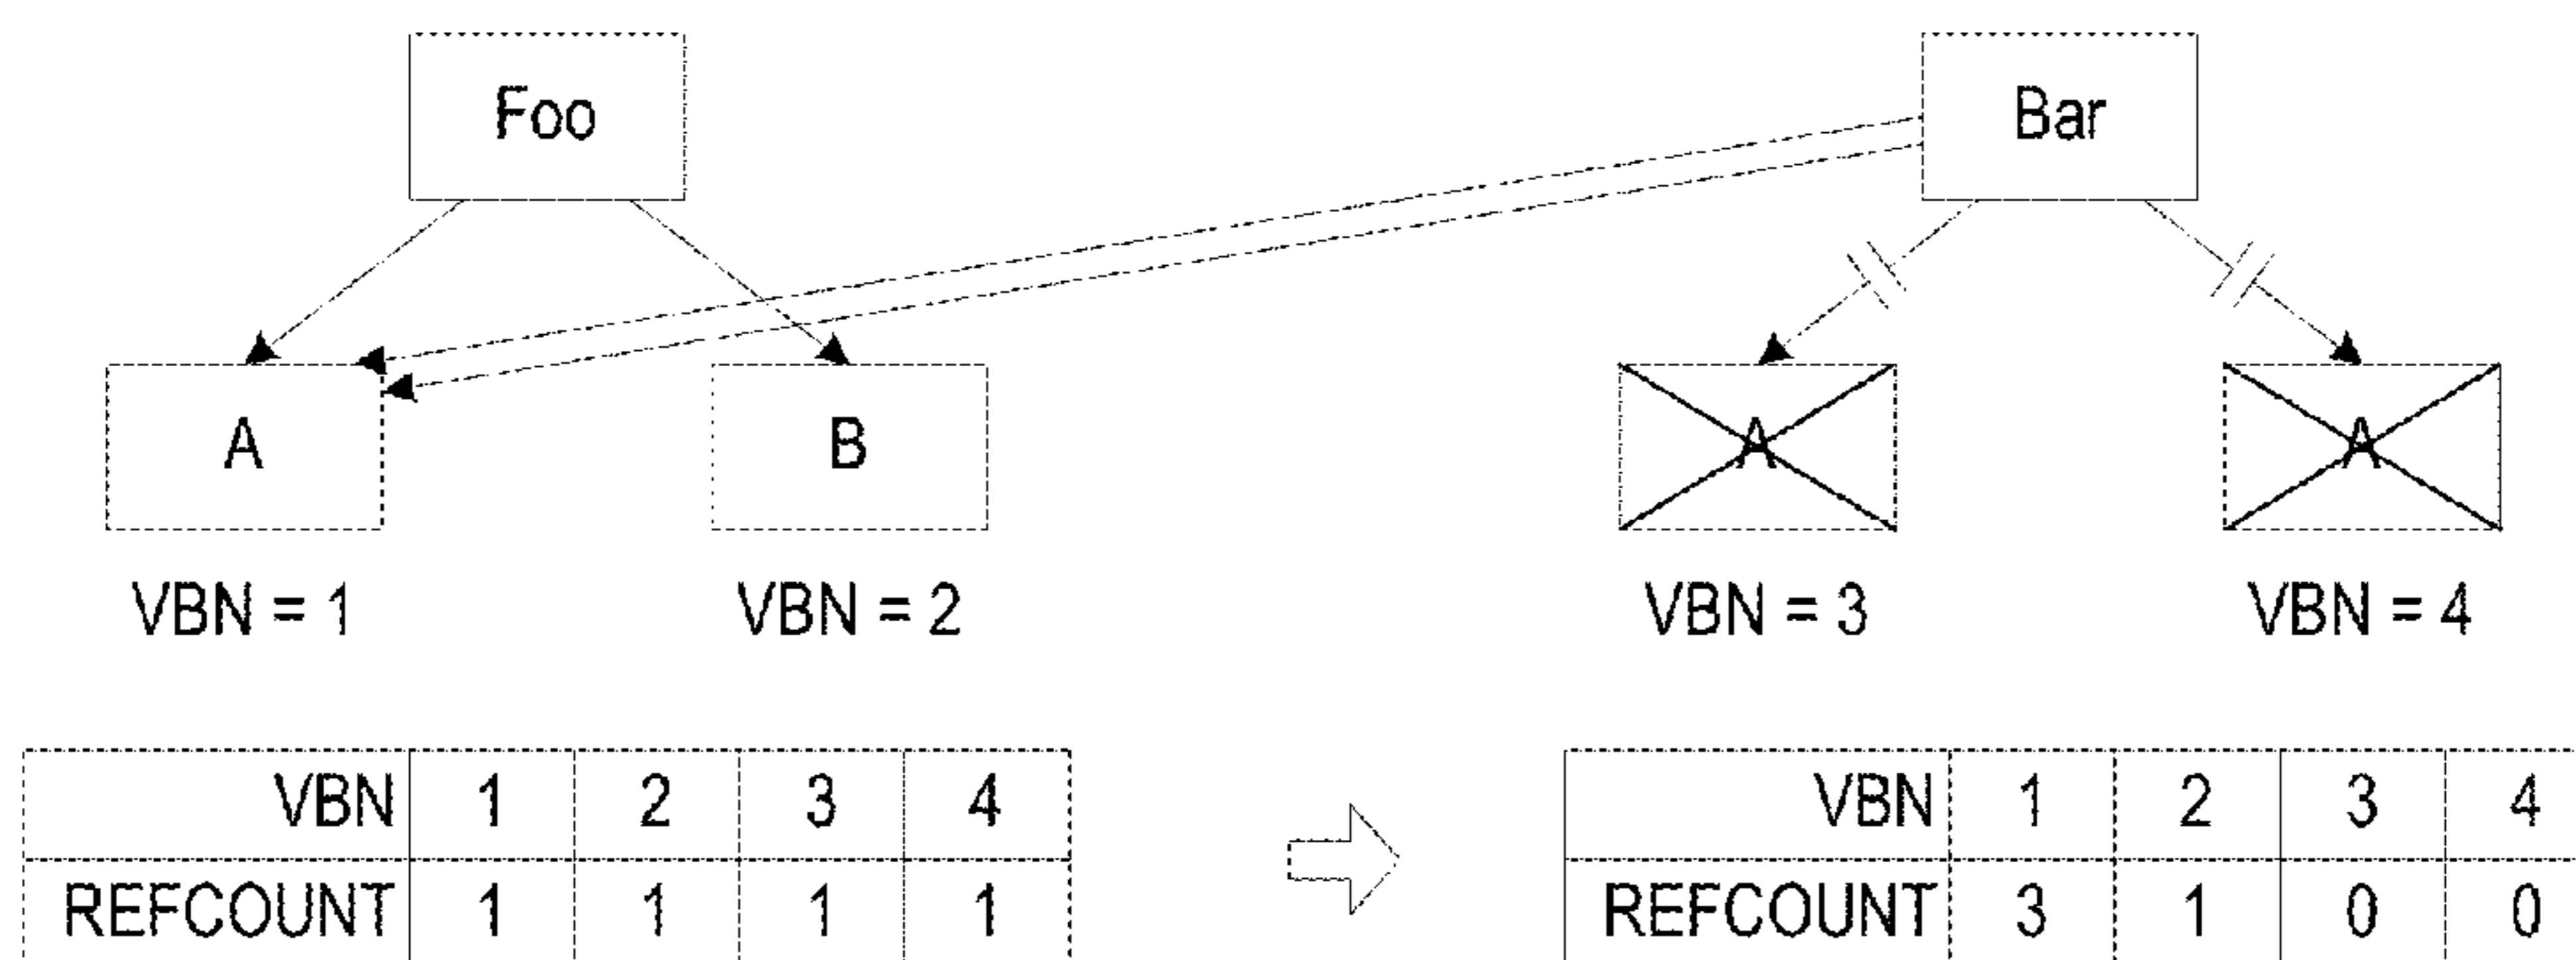 Foo Bar
A B A A
VBN = 1 VBN = 2 VBN = 3 VBN = 4
VBN 1 2 3 4 VBN 1 2 3 4
REFCOUNT 1 1 1 1 REFCOUNT 3 1 0 0